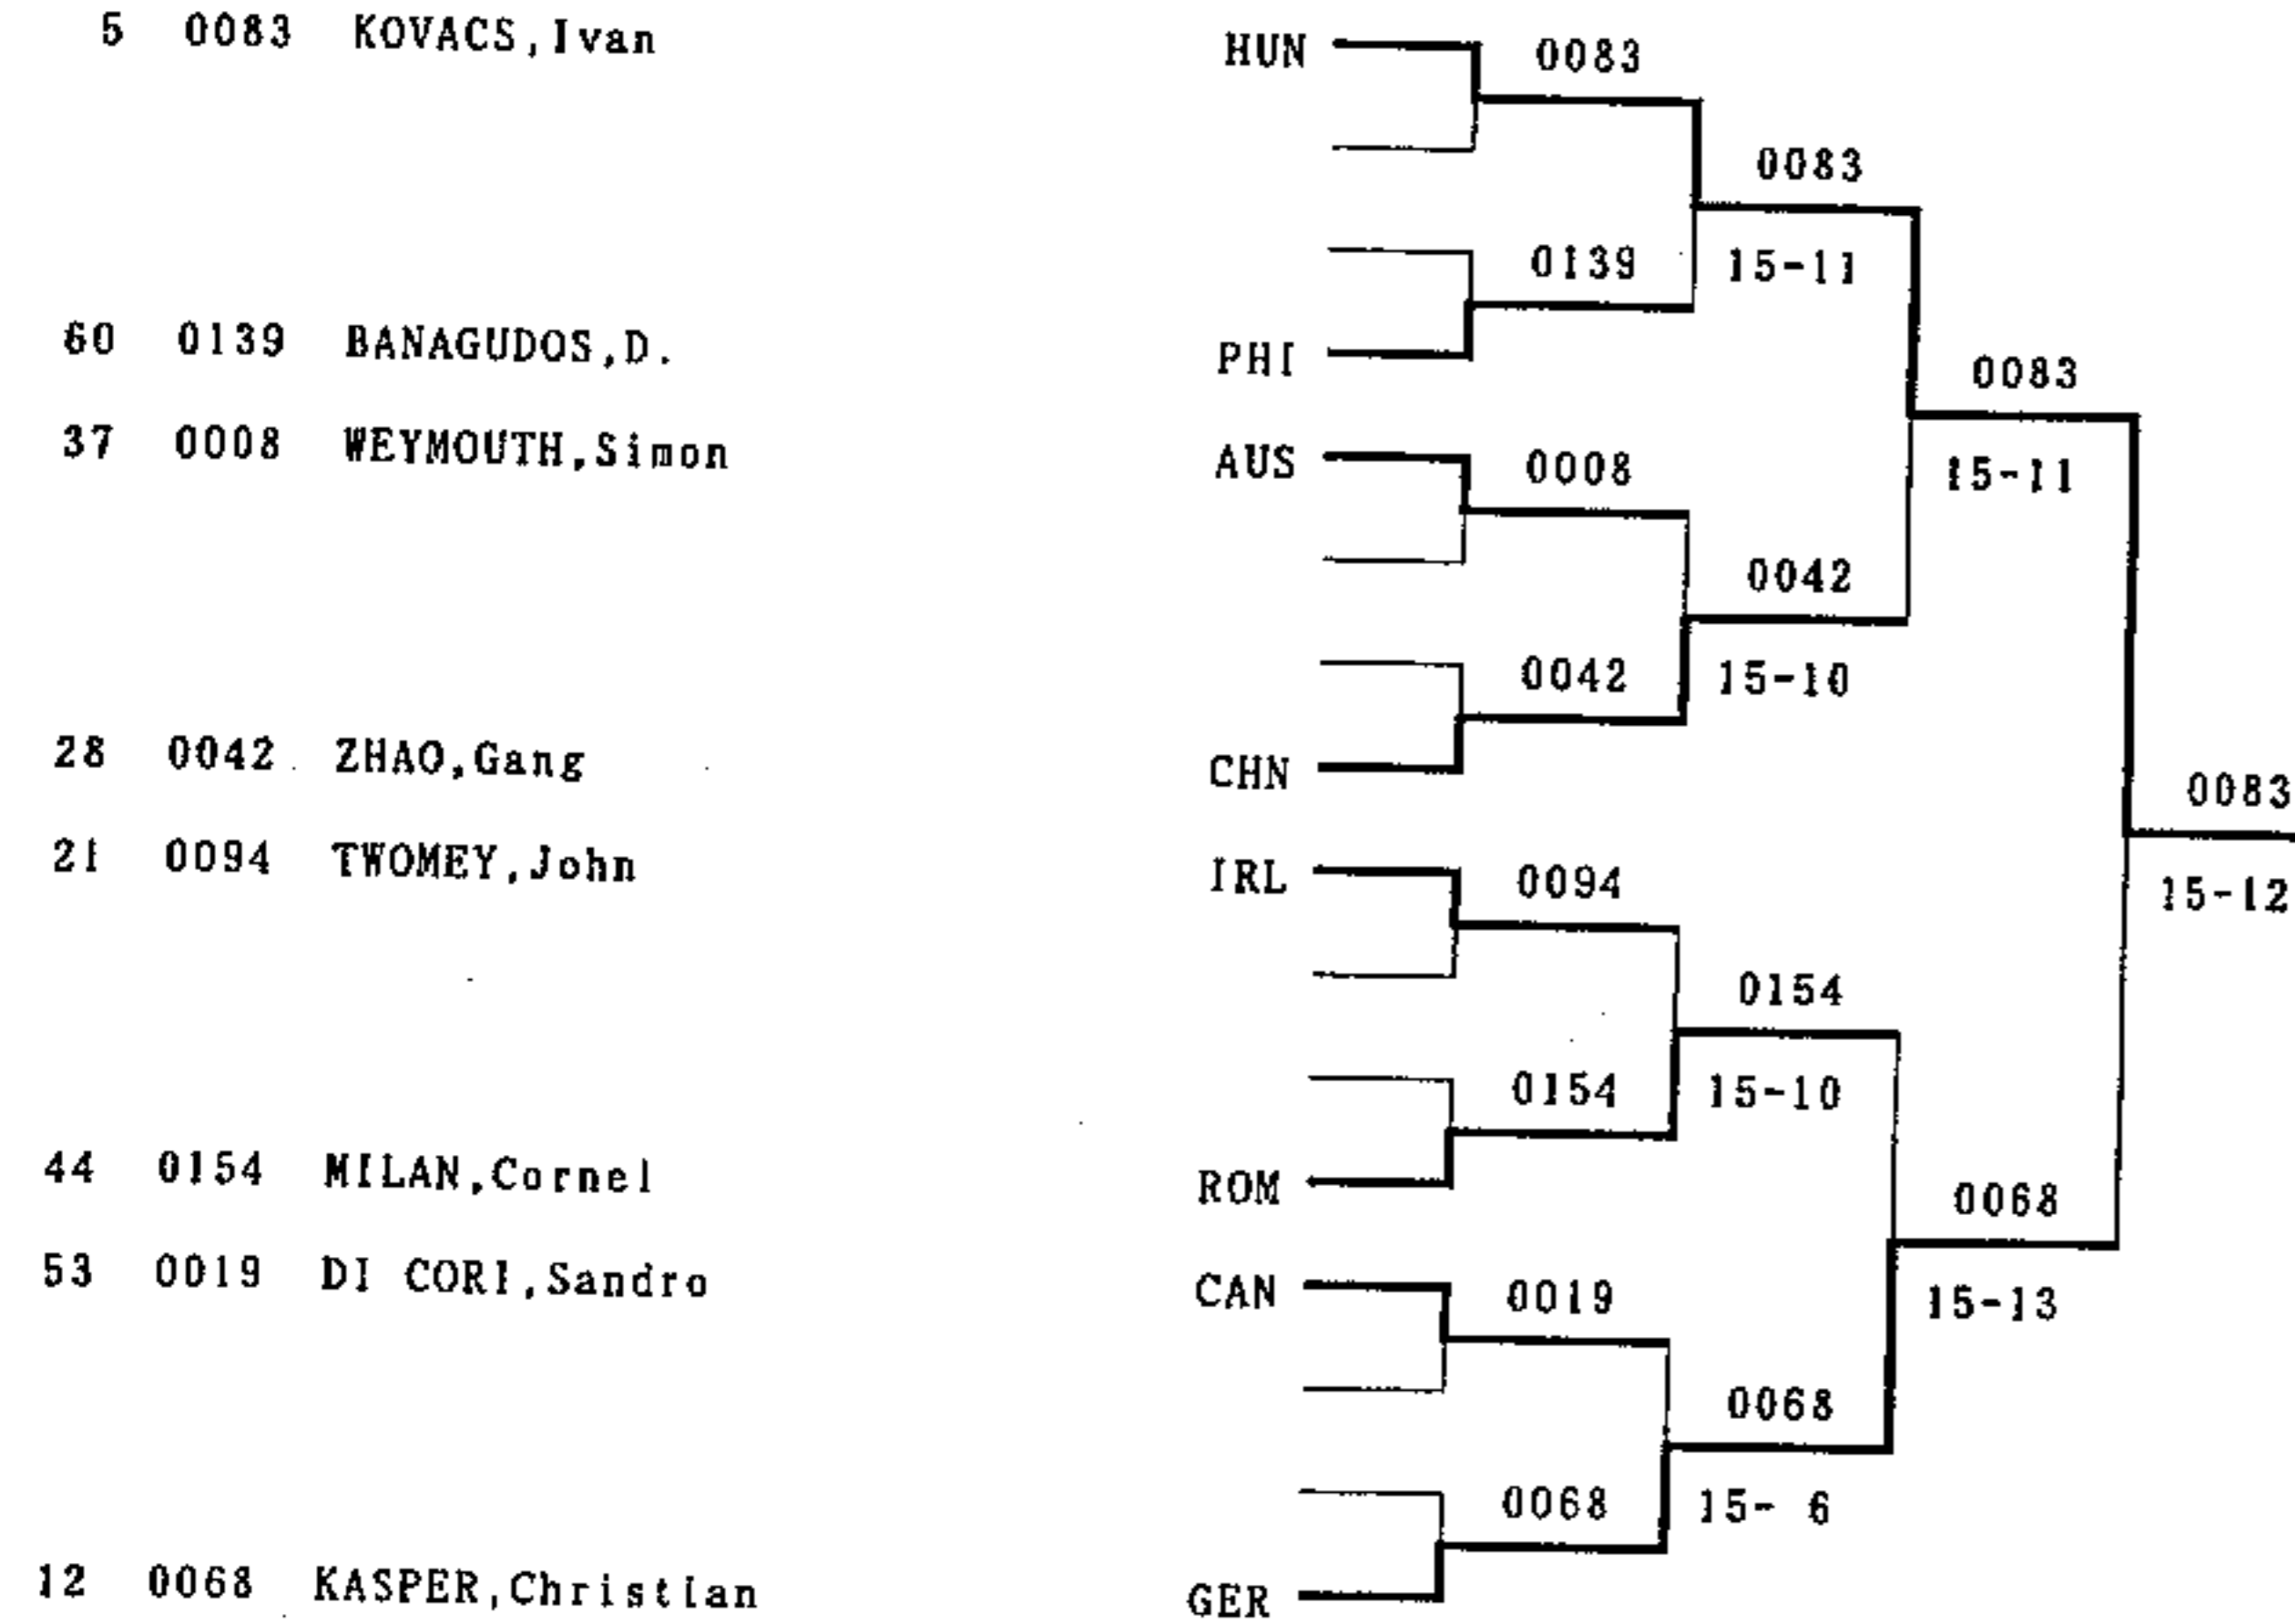 5 0083 KOVACS,Ivan HUN 0083
0083
0139 15-11
60 0139 BANAGUDOS,D. PHI 0083
37 0008 WEYMOUTH,Simon AUS 0008 15-11
0042
0042 15-10
28 0042 ZHAO,Gang CHN 0083
21 0094 TWOMEY,John IRL 0094 15-12
0154
0154 15-10
44 0154 MILAN,Cornel ROM 0068
53 0019 DI CORI,Sandro CAN 0019 15-13
0068
0068 15- 6
12 0068 KASPER,Christian GER